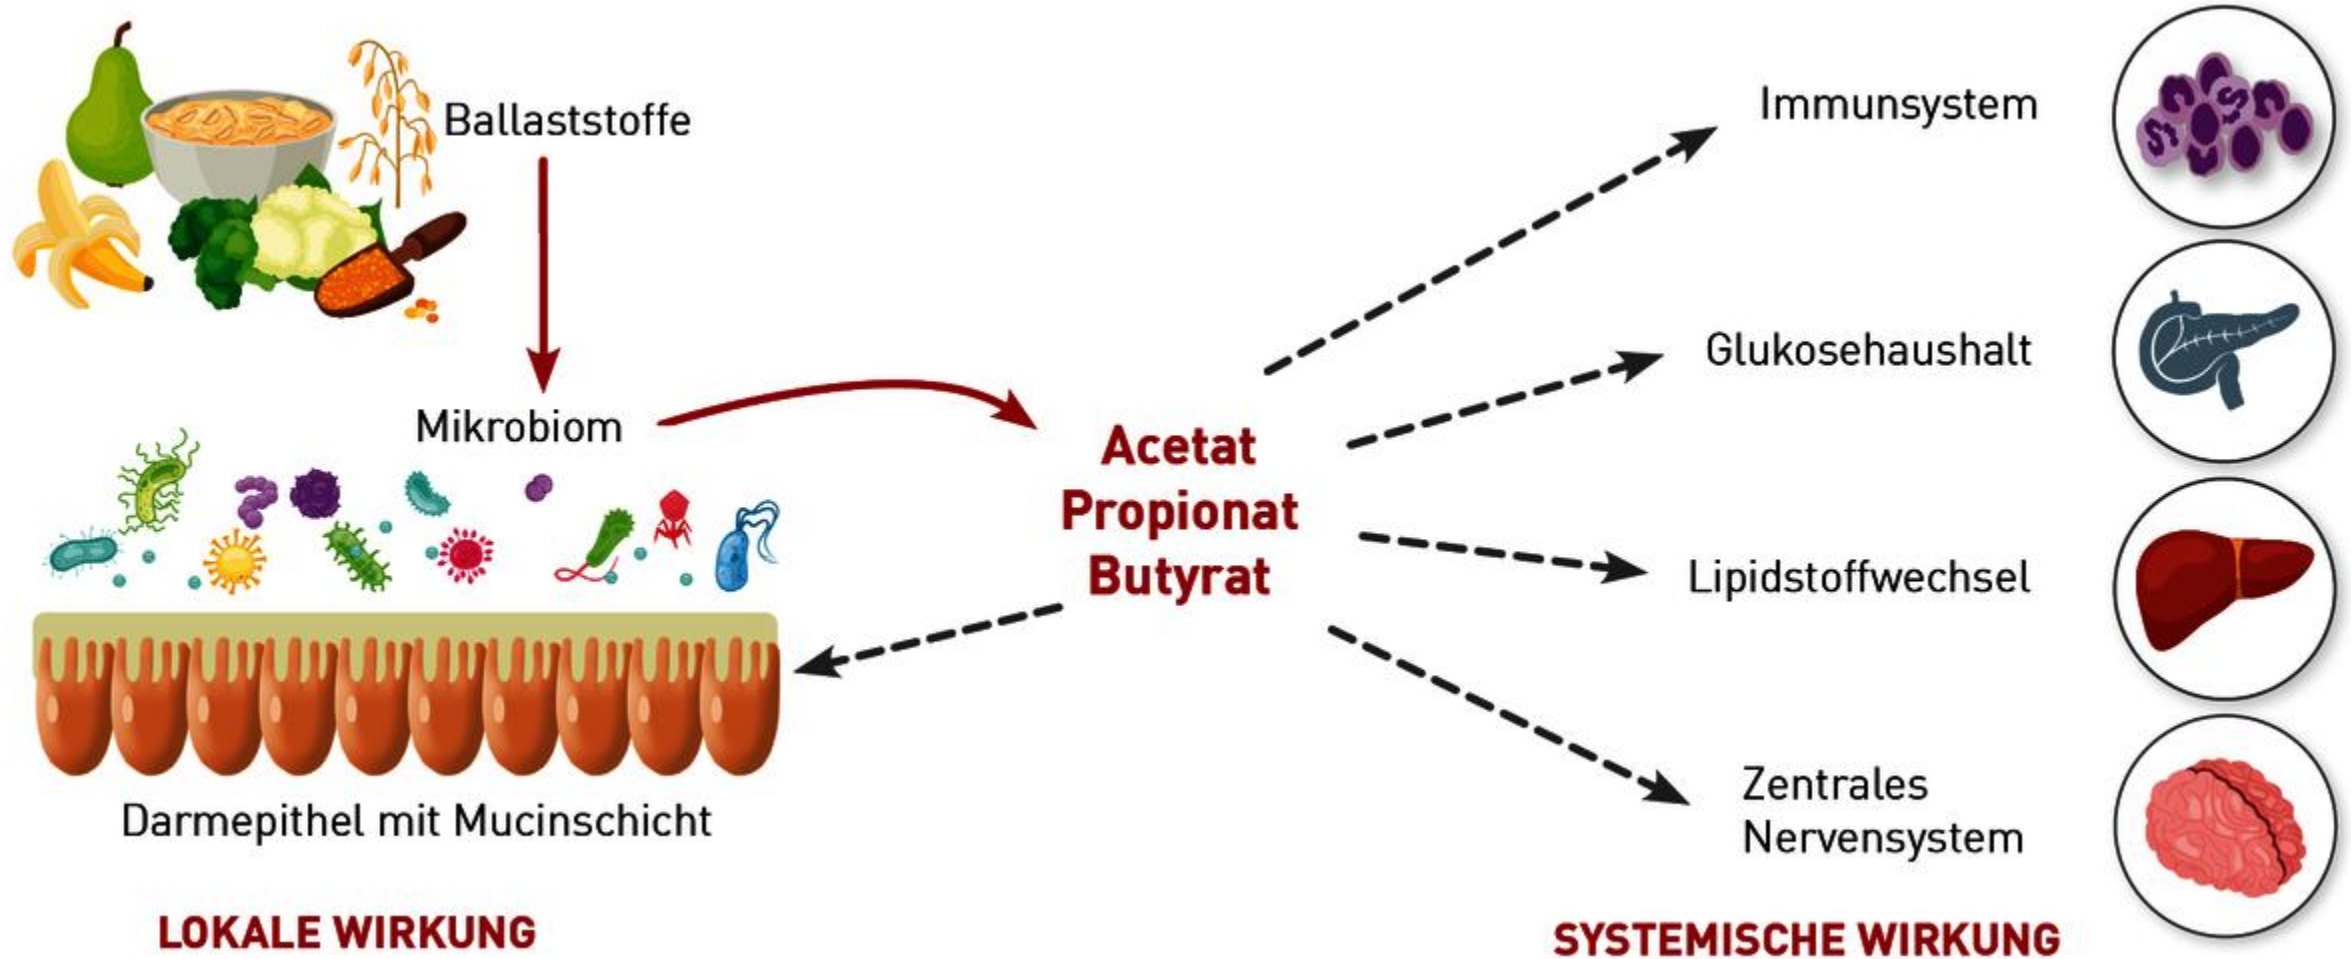 Ballaststoffe
Mikrobiom
Darmepithel mit Mucinschicht
LOKALE WIRKUNG
Acetat
Propionat
Butyrat
Immunsystem
Glukosehaushalt
Lipidstoffwechsel
Zentrales
Nervensystem
SYSTEMISCHE WIRKUNG